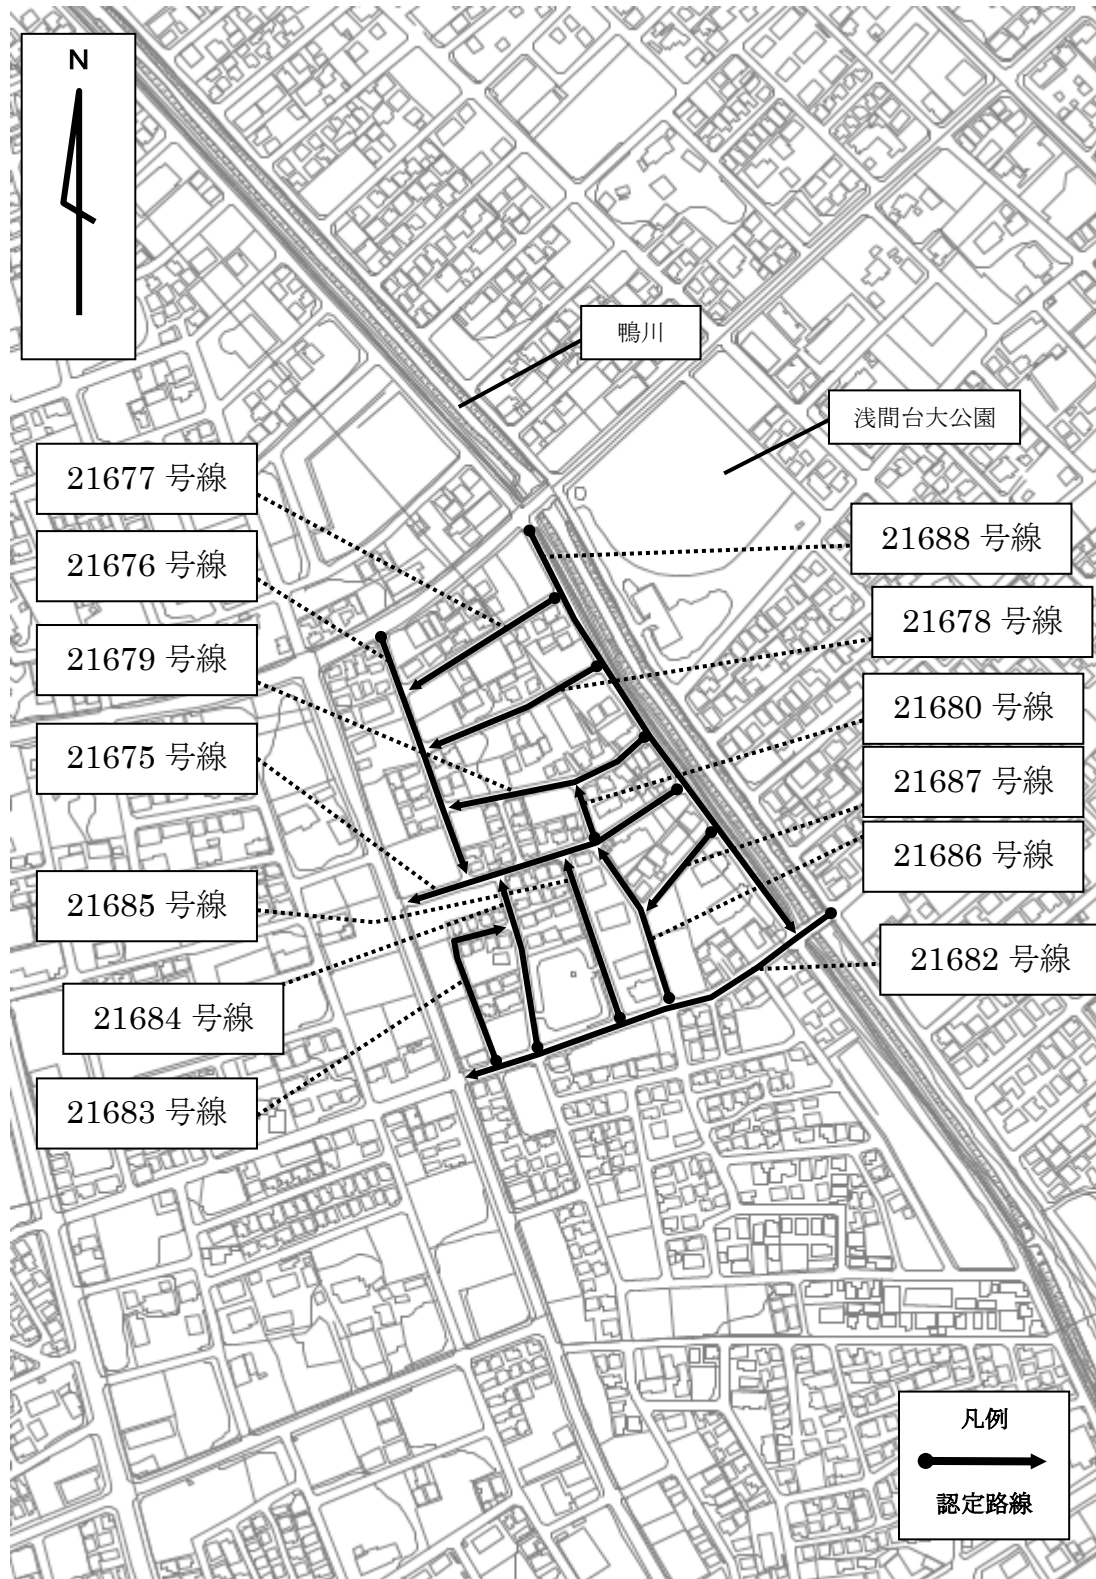 N
鴨川
浅間台大公園
21677 号線
21676 号線
21679 号線
21675 号線
21685 号線
21684 号線
21683 号線
21688 号線
21678 号線
21680 号線
21687 号線
21686 号線
21682 号線
凡例
認定路線